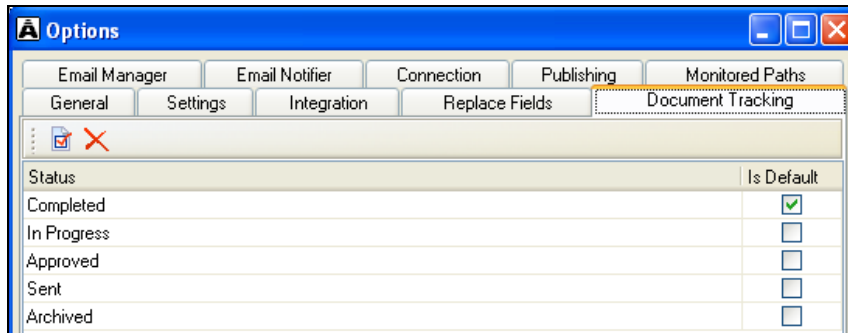 Options
Email Manager Email Notifier Connection Publishing Monitored Paths
General Settings Integration Replace Fields Document Tracking
Status Is Default
Completed
In Progress
Approved
Sent
Archived